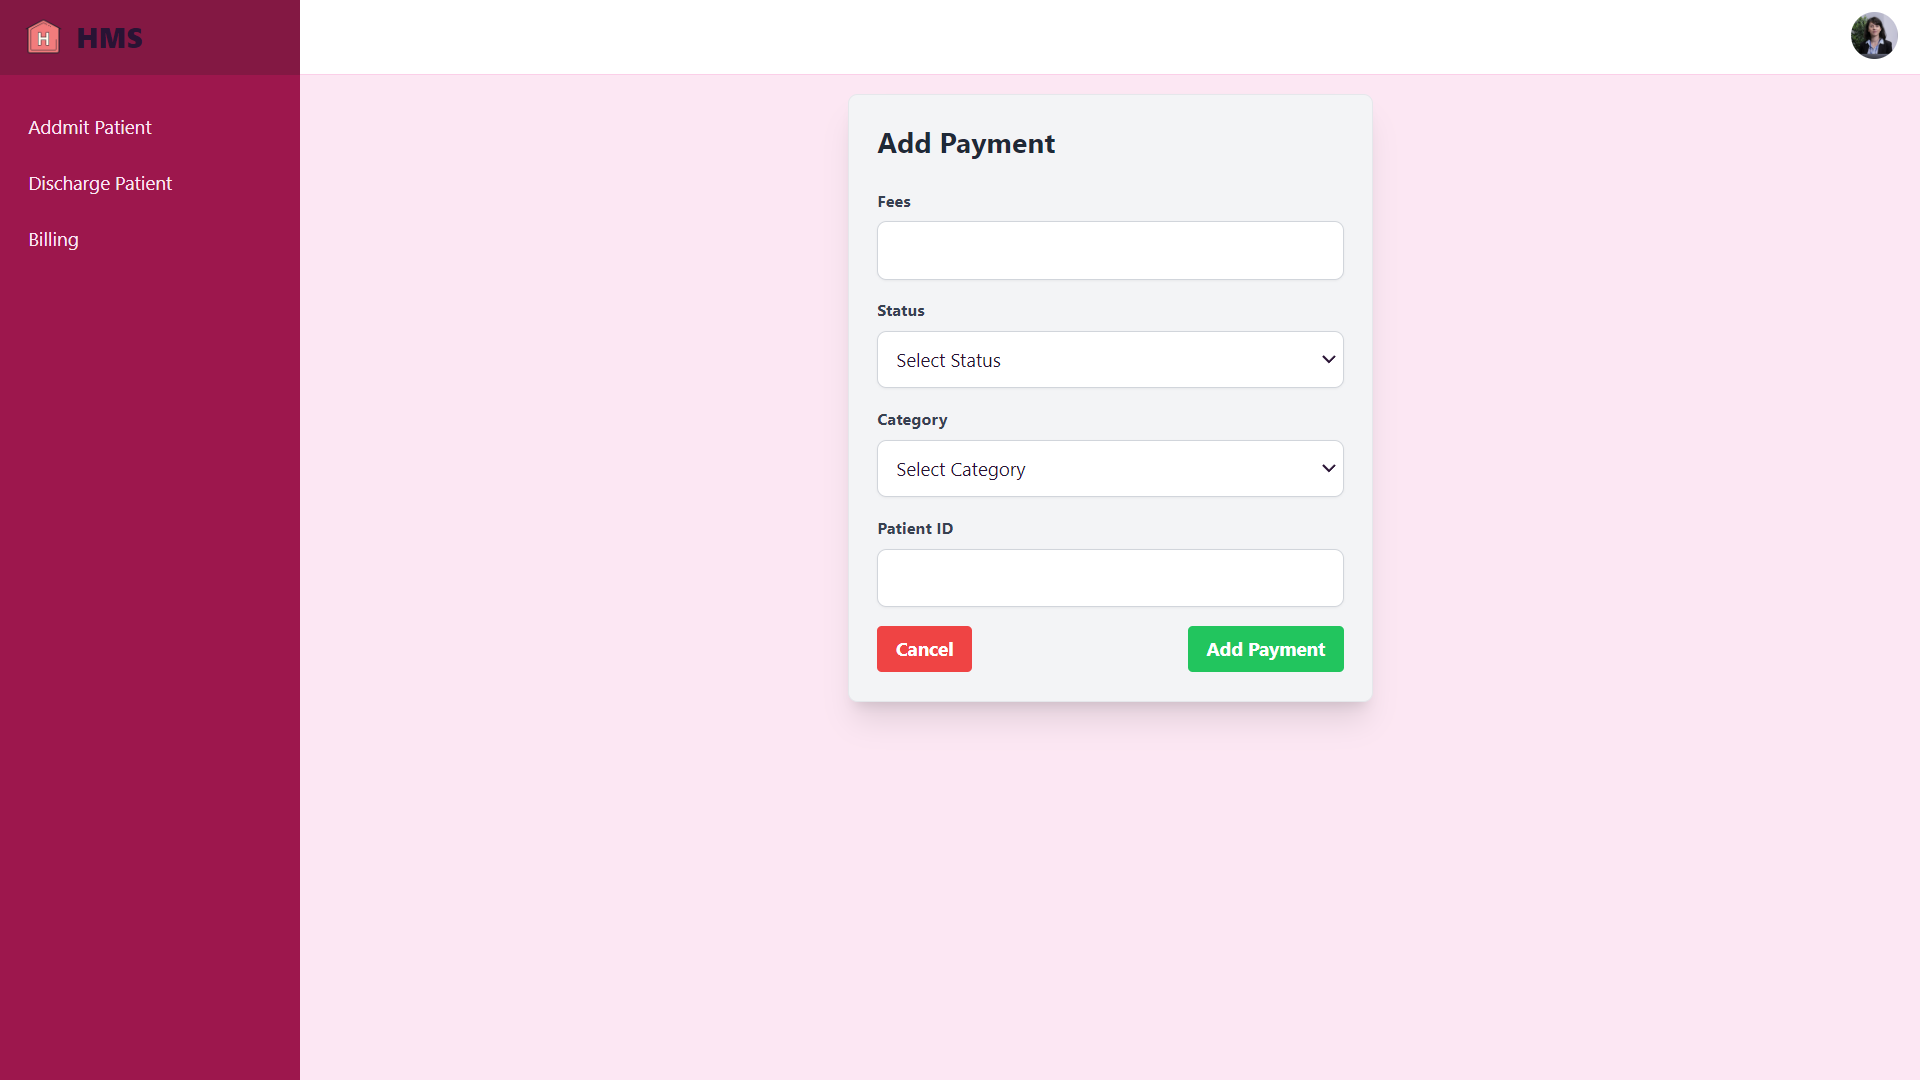 H HMS
Addmit Patient
Discharge Patient
Billing
Add Payment
Fees
Status
Select Status
Category
Select Category
Patient ID
Cancel
Add Payment